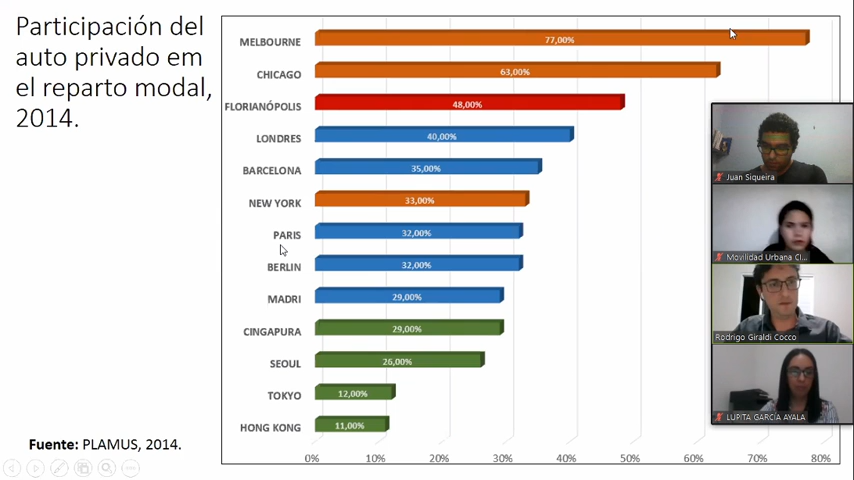 Participación del
auto privado em
el reparto modal,
2014.
MELBOURNE 77,00%
CHICAGO 63,00%
FLORIANÓPOLIS 48,00%
LONDRES 40,00%
BARCELONA 35,00%
NEW YORK 33,00%
PARIS 32,00%
BERLIN 32,00%
MADRI 29,00%
CINGAPURA 29,00%
SEOUL 26,00%
TOKYO 12,00%
HONG KONG 11,00%
0% 10% 20% 30% 40% 50% 60% 70% 80%
Fuente: PLAMUS, 2014.
Juan Siqueira
Movilidad Urbana CI...
Rodrigo Giraldi Cocco
LUPITA GARCÍA AYALA